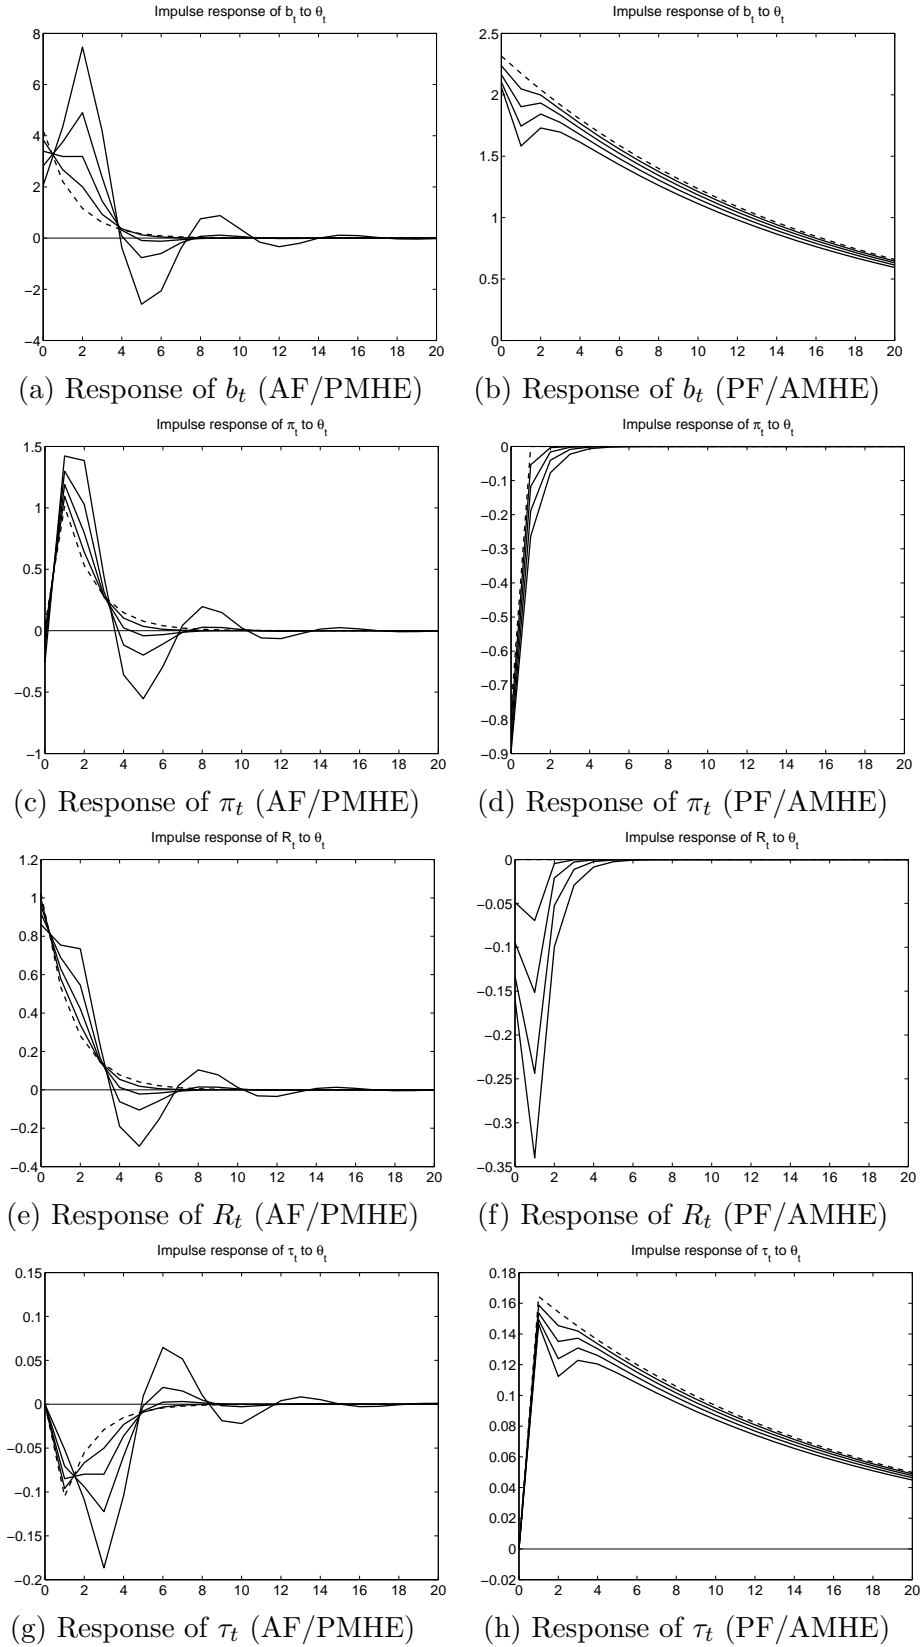 Impulse response of b_t to θ_t
8
6
4
2
0
−2
−4
0 2 4 6 8 10 12 14 16 18 20
(a) Response of b_t (AF/PMHE)
Impulse response of b_t to θ_t
2.5
2
1.5
1
0.5
0
0 2 4 6 8 10 12 14 16 18 20
(b) Response of b_t (PF/AMHE)
Impulse response of π_t to θ_t
1.5
1
0.5
0
−0.5
−1
0 2 4 6 8 10 12 14 16 18 20
(c) Response of π_t (AF/PMHE)
Impulse response of π_t to θ_t
0
−0.1
−0.2
−0.3
−0.4
−0.5
−0.6
−0.7
−0.8
−0.9
0 2 4 6 8 10 12 14 16 18 20
(d) Response of π_t (PF/AMHE)
Impulse response of R_t to θ_t
1.2
1
0.8
0.6
0.4
0.2
0
−0.2
−0.4
0 2 4 6 8 10 12 14 16 18 20
(e) Response of R_t (AF/PMHE)
Impulse response of R_t to θ_t
0
−0.05
−0.1
−0.15
−0.2
−0.25
−0.3
−0.35
0 2 4 6 8 10 12 14 16 18 20
(f) Response of R_t (PF/AMHE)
Impulse response of τ_t to θ_t
0.15
0.1
0.05
0
−0.05
−0.1
−0.15
−0.2
0 2 4 6 8 10 12 14 16 18 20
(g) Response of τ_t (AF/PMHE)
Impulse response of τ_t to θ_t
0.18
0.16
0.14
0.12
0.1
0.08
0.06
0.04
0.02
0
−0.02
0 2 4 6 8 10 12 14 16 18 20
(h) Response of τ_t (PF/AMHE)